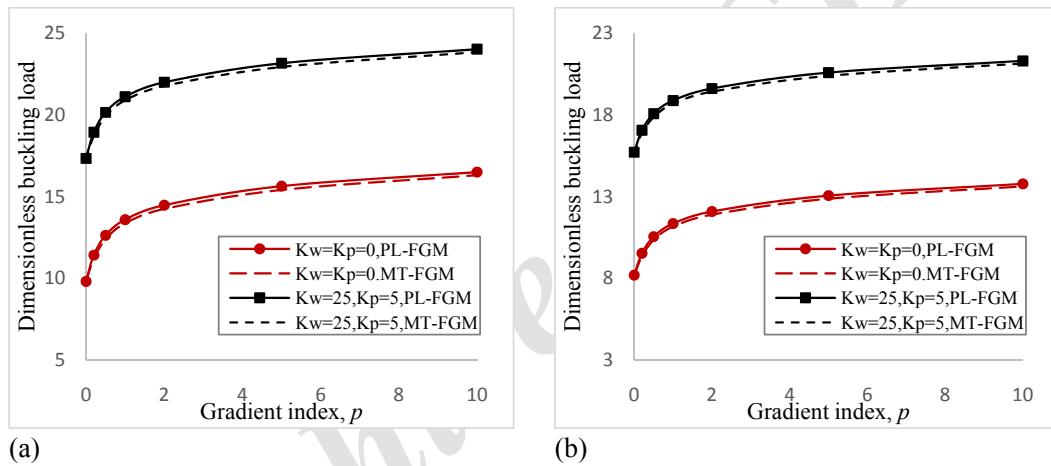 Dimensionless buckling load
25
20
15
10
5
0
2
4
6
8
10
Gradient index, p
Kw=Kp=0,PL-FGM
Kw=Kp=0.MT-FGM
Kw=25,Kp=5,PL-FGM
Kw=25,Kp=5,MT-FGM
(a)
Dimensionless buckling load
23
18
13
8
3
0
2
4
6
8
10
Gradient index, p
Kw=Kp=0,PL-FGM
Kw=Kp=0.MT-FGM
Kw=25,Kp=5,PL-FGM
Kw=25,Kp=5,MT-FGM
(b)